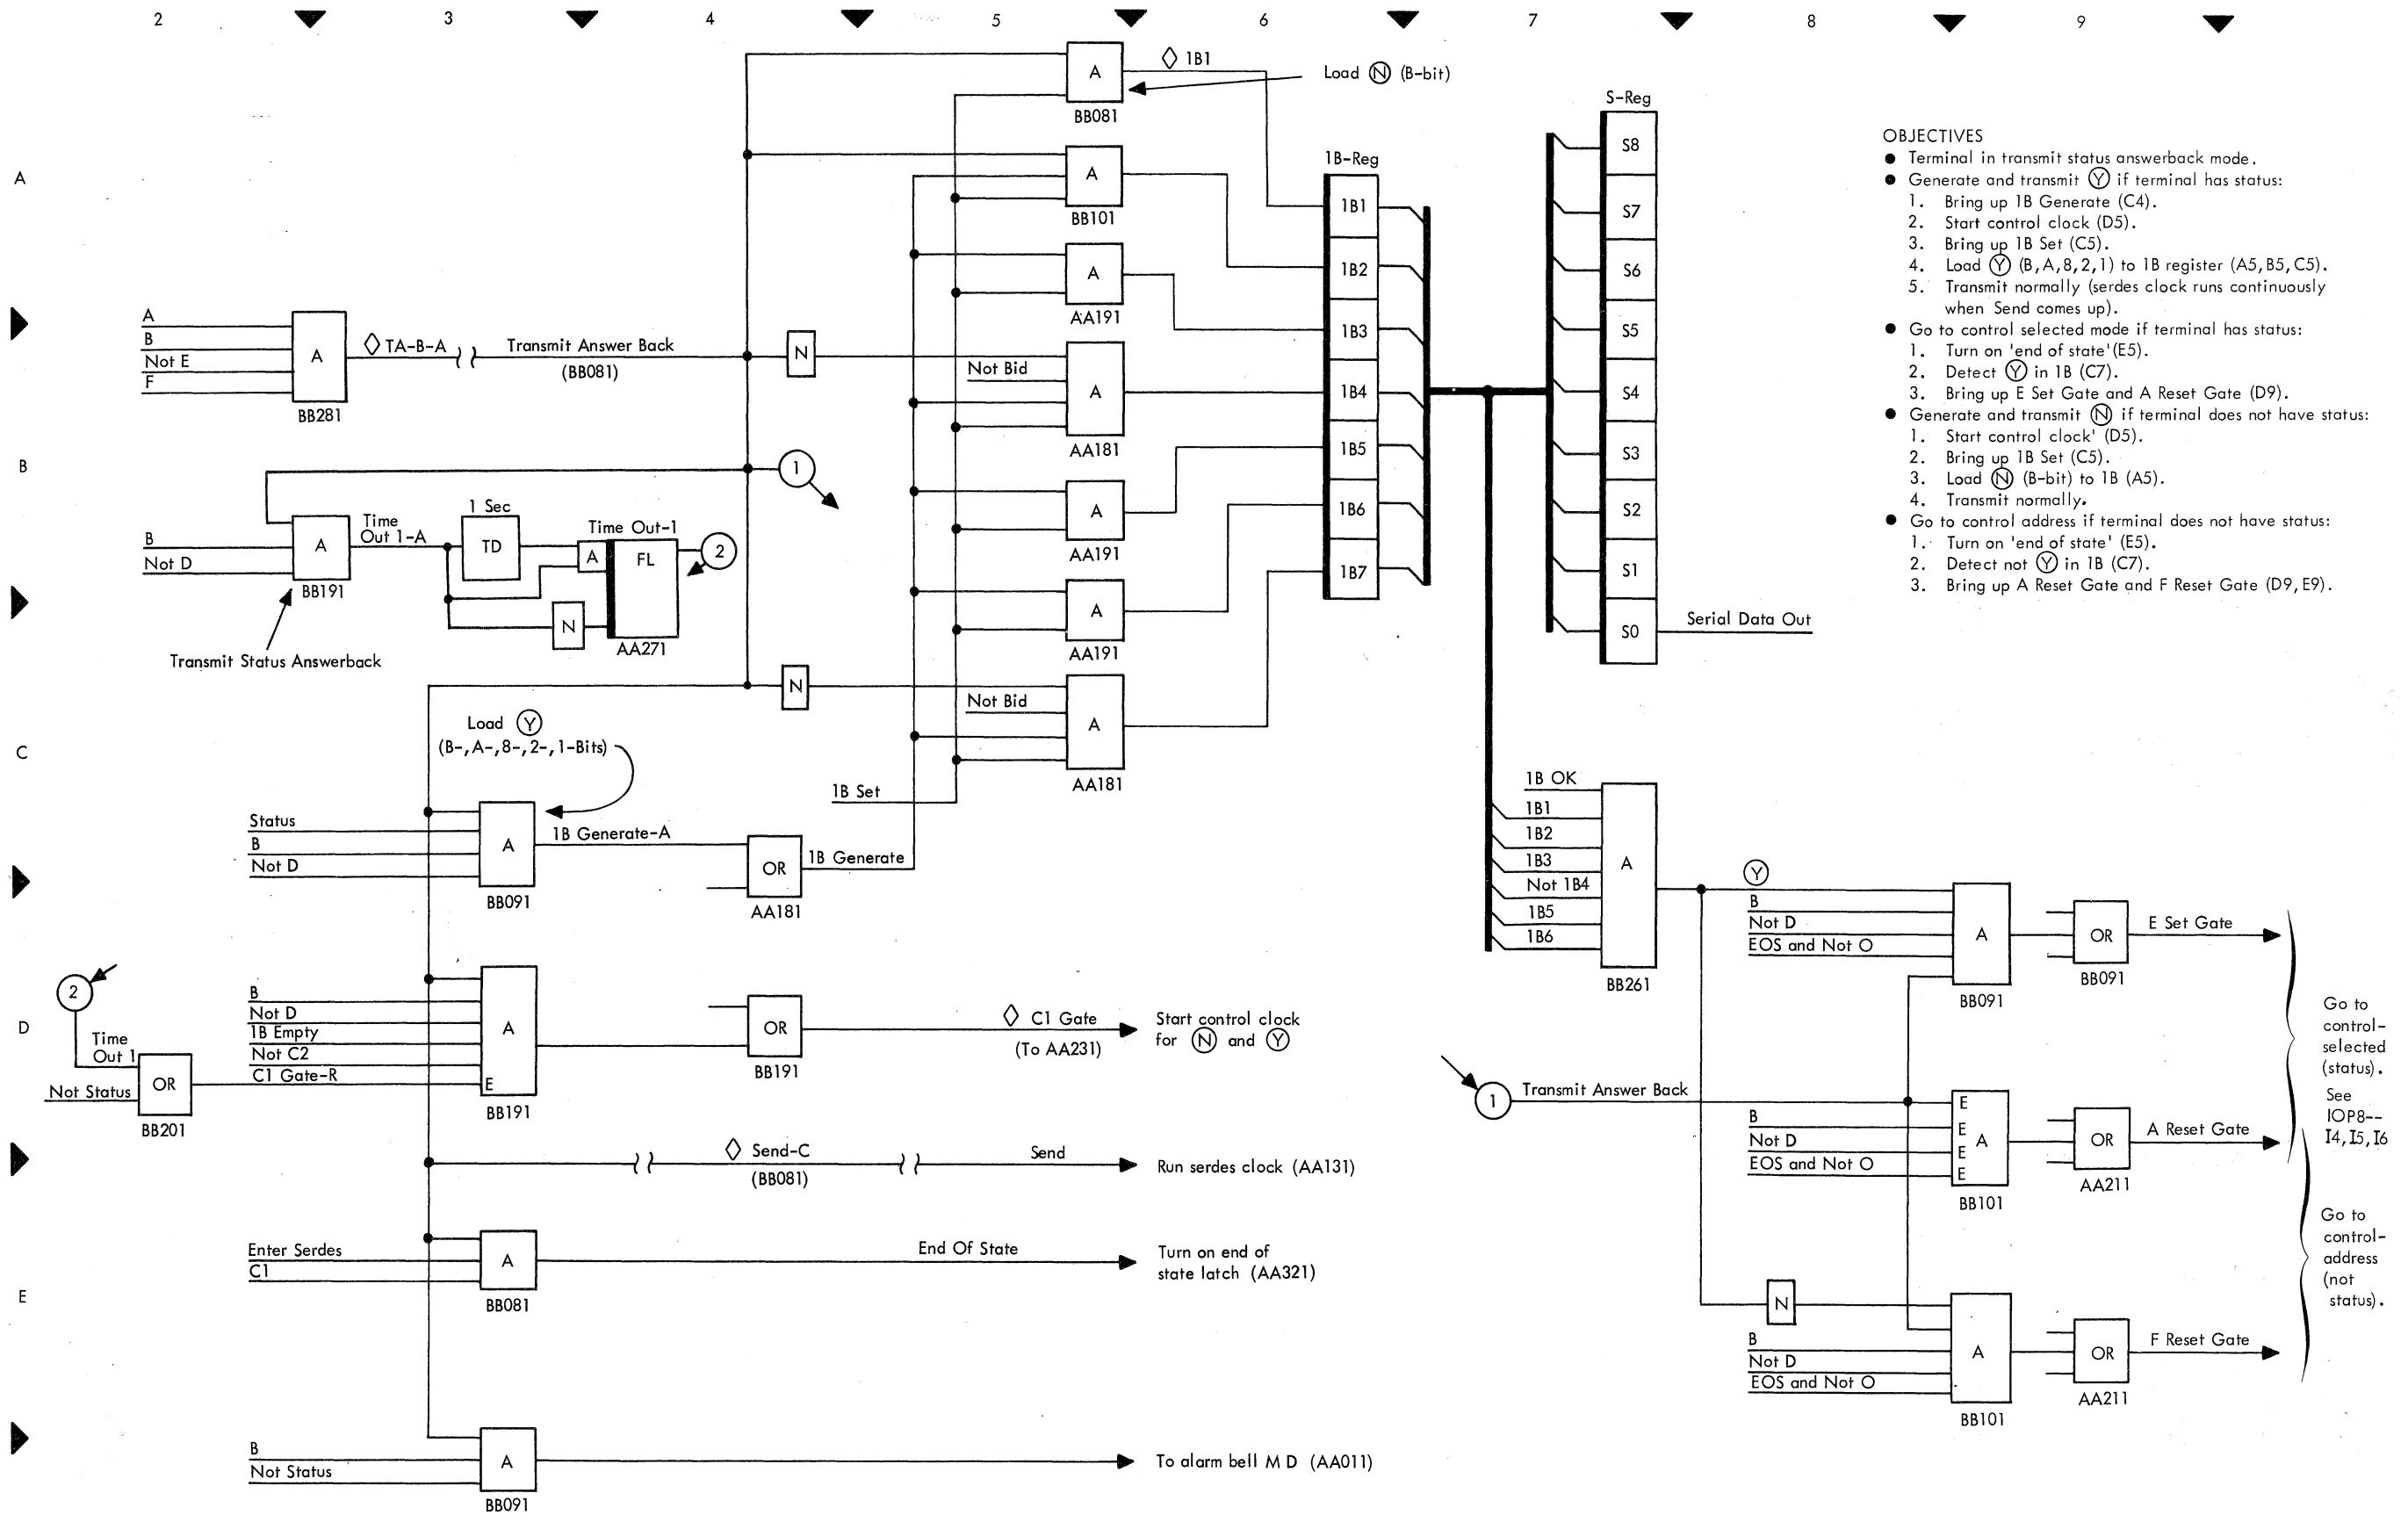 2 3 4 5 6 7 8 9
A
B
C
D
E
A
BB081
◇ 1B1
Load Ⓝ (B-bit)
A
BB101
A
AA191
Not Bid
A
AA181
A
AA191
A
AA191
Not Bid
A
AA181
1B-Reg
1B1
1B2
1B3
1B4
1B5
1B6
1B7
S-Reg
S8
S7
S6
S5
S4
S3
S2
S1
S0
Serial Data Out
OBJECTIVES
● Terminal in transmit status answerback mode.
● Generate and transmit Ⓨ if terminal has status:
1. Bring up 1B Generate (C4).
2. Start control clock (D5).
3. Bring up 1B Set (C5).
4. Load Ⓨ (B,A,8,2,1) to 1B register (A5,B5,C5).
5. Transmit normally (serdes clock runs continuously
when Send comes up).
● Go to control selected mode if terminal has status:
1. Turn on 'end of state'(E5).
2. Detect Ⓨ in 1B (C7).
3. Bring up E Set Gate and A Reset Gate (D9).
● Generate and transmit Ⓝ if terminal does not have status:
1. Start control clock' (D5).
2. Bring up 1B Set (C5).
3. Load Ⓝ (B-bit) to 1B (A5).
4. Transmit normally.
● Go to control address if terminal does not have status:
1. Turn on 'end of state' (E5).
2. Detect not Ⓨ in 1B (C7).
3. Bring up A Reset Gate and F Reset Gate (D9,E9).
A
B
Not E
F
A
BB281
◇ TA-B-A
Transmit Answer Back
(BB081)
N
1
B
Not D
A
BB191
Time
Out 1-A
1 Sec
TD
Time Out-1
A
FL
N
AA271
2
Transmit Status Answerback
N
Load Ⓨ
(B-,A-,8-,2-,1-Bits)
1B Set
Status
B
Not D
A
BB091
1B Generate-A
OR
AA181
1B Generate
2
Time
Out 1
Not Status
OR
BB201
B
Not D
1B Empty
Not C2
C1 Gate-R
A
E
BB191
OR
BB191
◇ C1 Gate
(To AA231)
Start control clock
for Ⓝ and Ⓨ
◇ Send-C
(BB081)
Send
Run serdes clock (AA131)
Enter Serdes
C1
A
BB081
End Of State
Turn on end of
state latch (AA321)
B
Not Status
A
BB091
To alarm bell M D (AA011)
1B OK
1B1
1B2
1B3
Not 1B4
1B5
1B6
A
BB261
Ⓨ
B
Not D
EOS and Not O
A
BB091
OR
BB091
E Set Gate
1
Transmit Answer Back
B
Not D
EOS and Not O
E
E
E
E
A
BB101
OR
AA211
A Reset Gate
N
B
Not D
EOS and Not O
A
BB101
OR
AA211
F Reset Gate
Go to
control-
selected
(status).
See
IOP8--
I4,I5,I6
Go to
control-
address
(not
status).